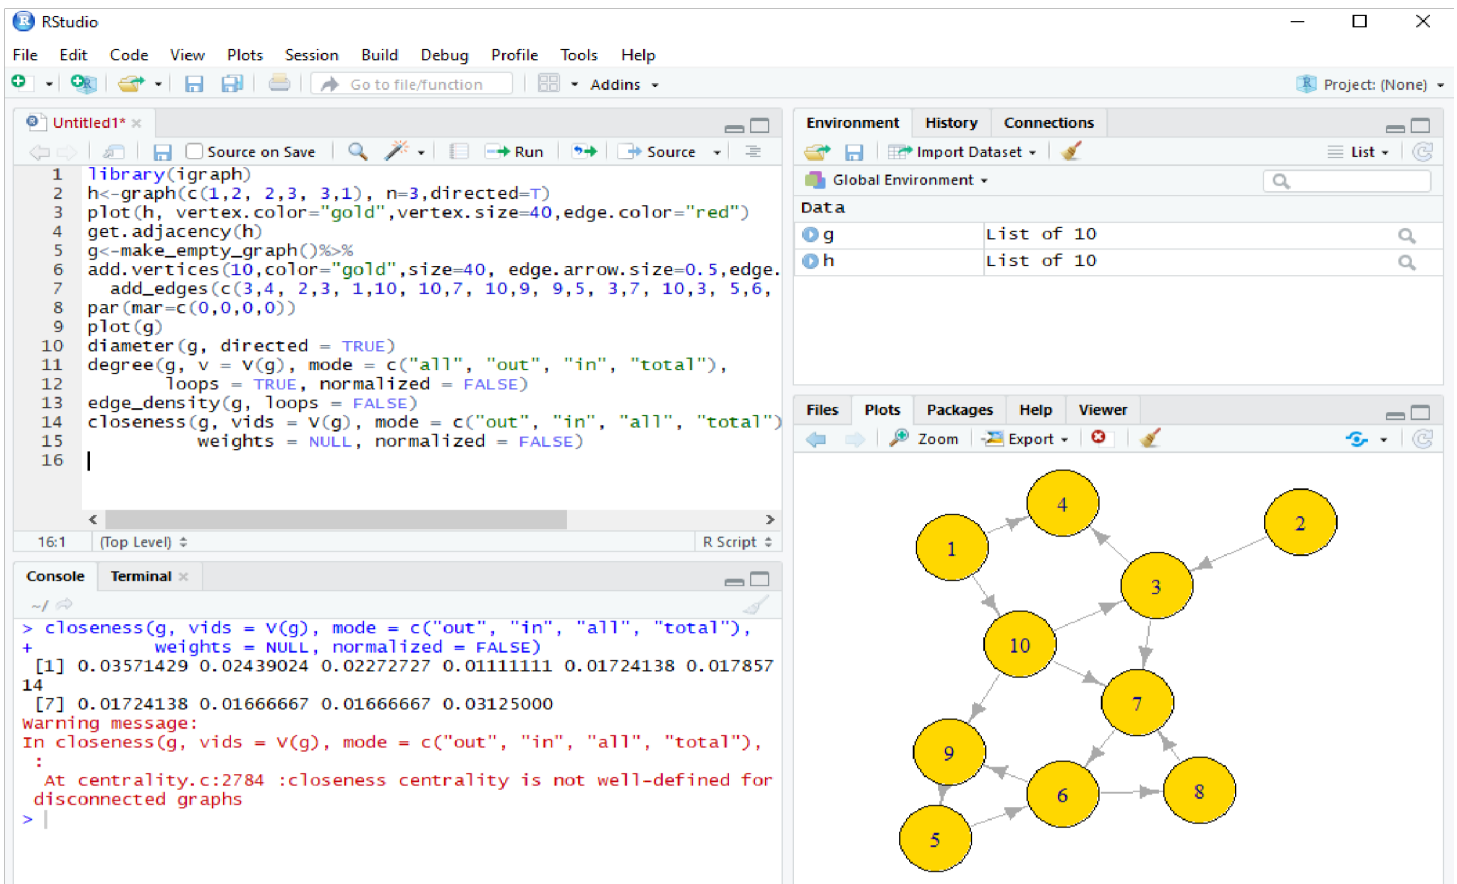 RStudio
File Edit Code View Plots Session Build Debug Profile Tools Help
Go to file/function Addins Project: (None)
Untitled1*
Source on Save Run Source
1 library(igraph)
2 h<-graph(c(1,2, 2,3, 3,1), n=3,directed=T)
3 plot(h, vertex.color="gold",vertex.size=40,edge.color="red")
4 get.adjacency(h)
5 g<-make_empty_graph()%>%
6 add.vertices(10,color="gold",size=40, edge.arrow.size=0.5,edge.
7 add_edges(c(3,4, 2,3, 1,10, 10,7, 10,9, 9,5, 3,7, 10,3, 5,6,
8 par(mar=c(0,0,0,0))
9 plot(g)
10 diameter(g, directed = TRUE)
11 degree(g, v = V(g), mode = c("all", "out", "in", "total"),
12 loops = TRUE, normalized = FALSE)
13 edge_density(g, loops = FALSE)
14 closeness(g, vids = V(g), mode = c("out", "in", "all", "total")
15 weights = NULL, normalized = FALSE)
16
16:1 (Top Level) R Script
Console Terminal
~/
> closeness(g, vids = V(g), mode = c("out", "in", "all", "total"),
+ weights = NULL, normalized = FALSE)
[1] 0.03571429 0.02439024 0.02272727 0.01111111 0.01724138 0.017857
14
[7] 0.01724138 0.01666667 0.01666667 0.03125000
Warning message:
In closeness(g, vids = V(g), mode = c("out", "in", "all", "total"),
:
At centrality.c:2784 :closeness centrality is not well-defined for
disconnected graphs
>
Environment History Connections
Import Dataset List
Global Environment
Data
g List of 10
h List of 10
Files Plots Packages Help Viewer
Zoom Export
4
2
1
3
10
7
9
6
8
5